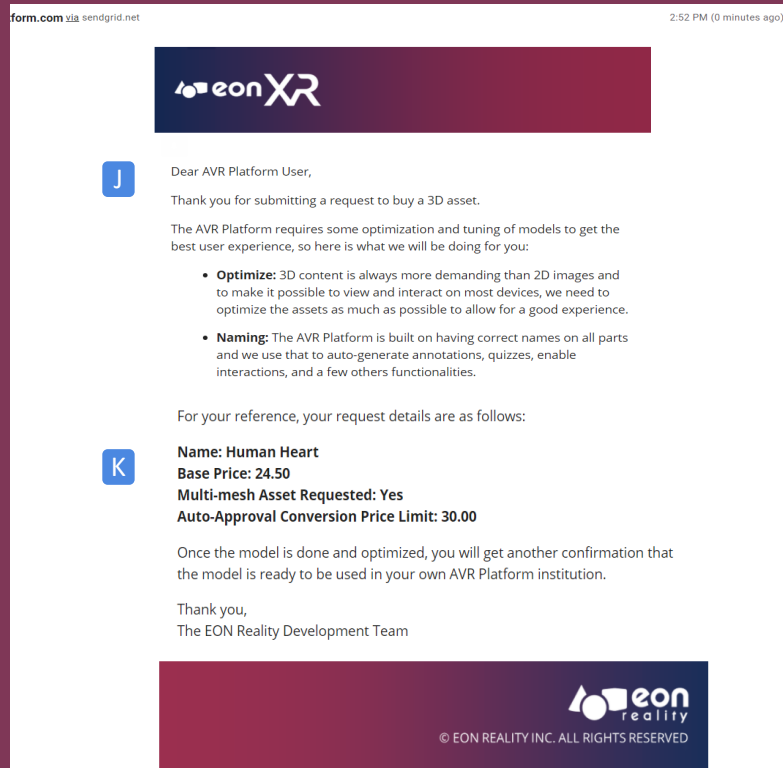 form.com via sendgrid.net
2:52 PM (0 minutes ago)
eon XR
J
Dear AVR Platform User,
Thank you for submitting a request to buy a 3D asset.
The AVR Platform requires some optimization and tuning of models to get the
best user experience, so here is what we will be doing for you:
• Optimize: 3D content is always more demanding than 2D images and
to make it possible to view and interact on most devices, we need to
optimize the assets as much as possible to allow for a good experience.
• Naming: The AVR Platform is built on having correct names on all parts
and we use that to auto-generate annotations, quizzes, enable
interactions, and a few others functionalities.
For your reference, your request details are as follows:
K
Name: Human Heart
Base Price: 24.50
Multi-mesh Asset Requested: Yes
Auto-Approval Conversion Price Limit: 30.00
Once the model is done and optimized, you will get another confirmation that
the model is ready to be used in your own AVR Platform institution.
Thank you,
The EON Reality Development Team
eon
reality
© EON REALITY INC. ALL RIGHTS RESERVED